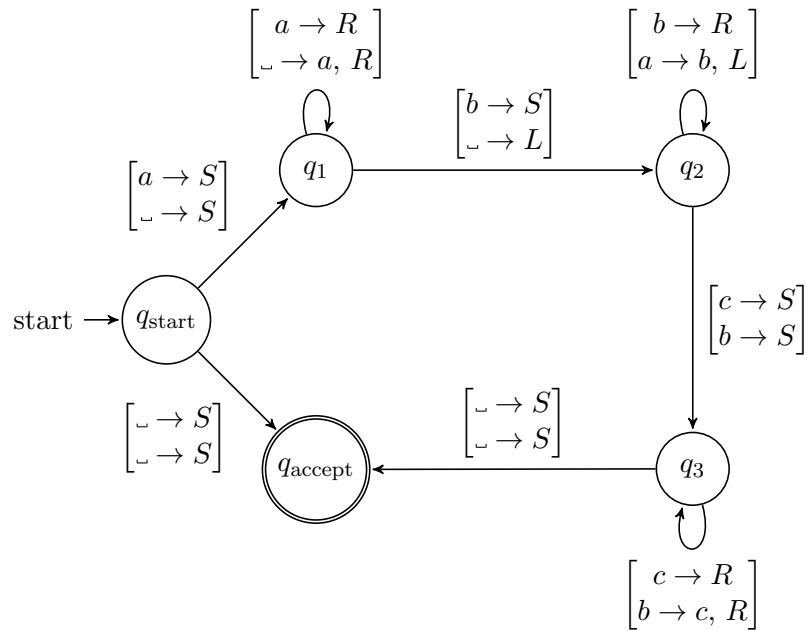 a → R
␣ → a, R
b → R
a → b, L
b → S
␣ → L
q1
q2
a → S
␣ → S
c → S
b → S
start
qstart
␣ → S
␣ → S
␣ → S
␣ → S
qaccept
q3
c → R
b → c, R